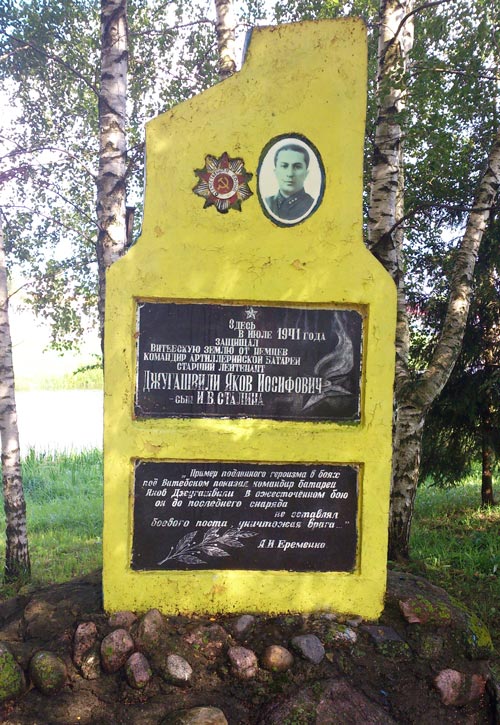 Здесь
в июле 1941 года
защищал
Витебскую землю от немцев
командир артиллерийской батареи
старший лейтенант
Джугашвили Яков Иосифович
- сын И В Сталина
„Пример подлинного героизма в боях
под Витебском показал командир батареи
Яков Джугашвили В ожесточенном бою
он до последнего снаряда
не оставлял
боевого поста уничтожая врага..."
А.И Еременко